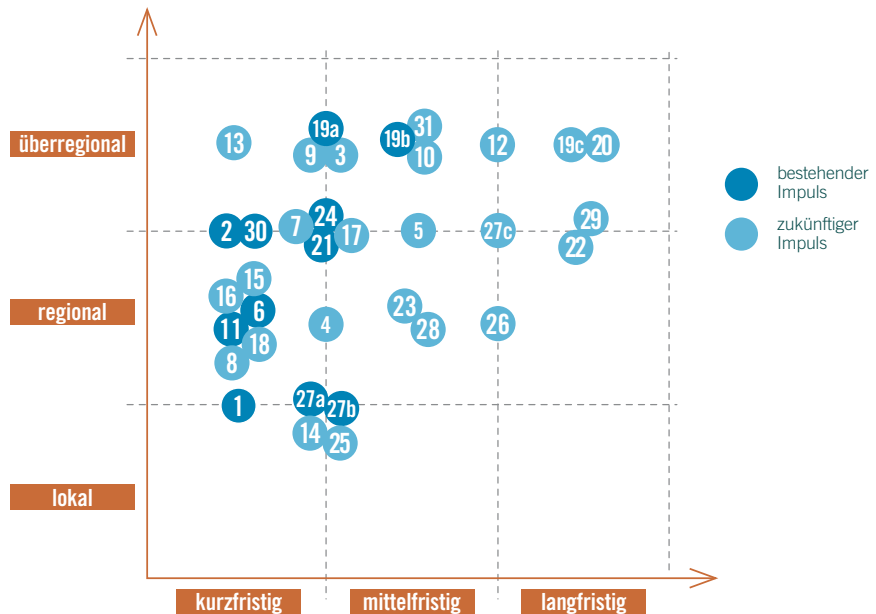 überregional
13
19a
9
3
19b
31
10
12
19c
20
2
30
7
24
21
17
5
27c
29
22
bestehender
Impuls
zukünftiger
Impuls
regional
15
16
6
11
18
8
4
23
28
26
1
27a
27b
14
25
lokal
kurzfristig
mittelfristig
langfristig